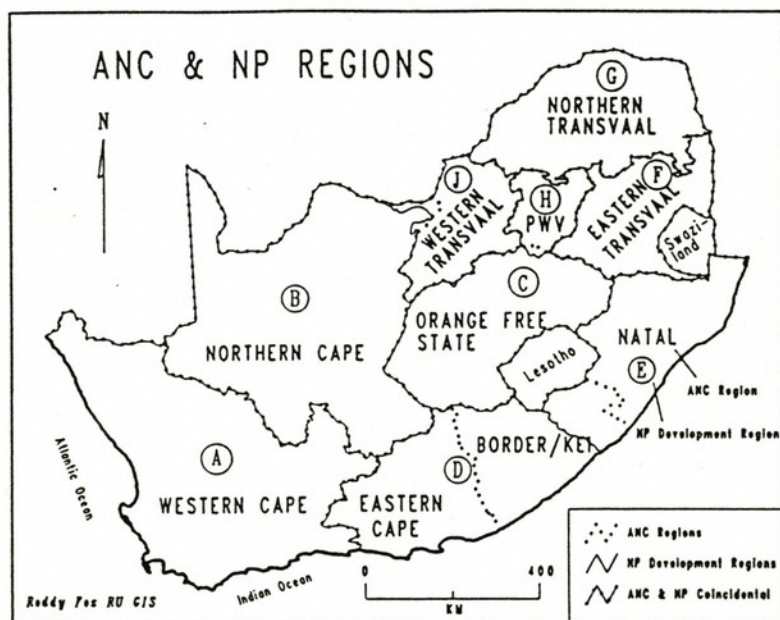 ANC & NP REGIONS
N
G
NORTHERN
TRANSVAAL
J
WESTERN
TRANSVAAL
H
PWV
F
EASTERN
TRANSVAAL
Swazi-
land
B
NORTHERN CAPE
C
ORANGE FREE
STATE
Lesotho
NATAL
E
ANC Region
NP Development Region
A
WESTERN CAPE
D
EASTERN
CAPE
BORDER/KEI
Atlantic Ocean
Indian Ocean
0 400
KM
ANC Regions
NP Development Regions
ANC & NP Coincidental
Roddy Fox RU GIS